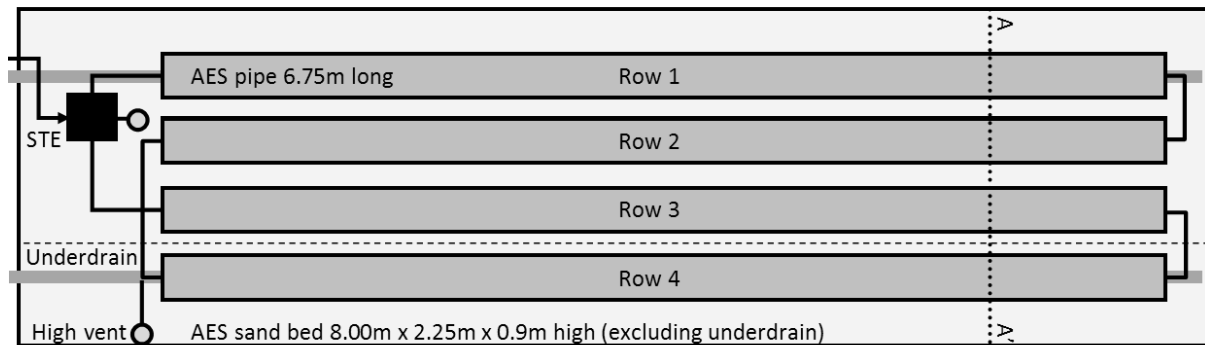 A
AES pipe 6.75m long
Row 1
STE
Row 2
Row 3
Underdrain
Row 4
High vent
AES sand bed 8.00m x 2.25m x 0.9m high (excluding underdrain)
A'